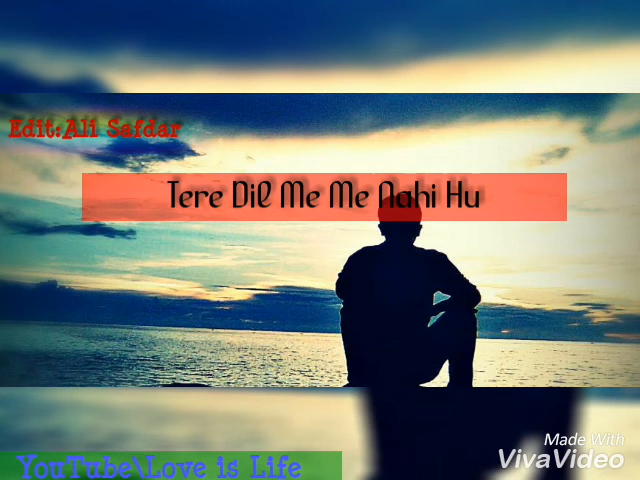 Edit:Ali Safdar
Tere Dil Me Me Nahi Hu
Made With
VivaVideo
YouTube\Love is Life